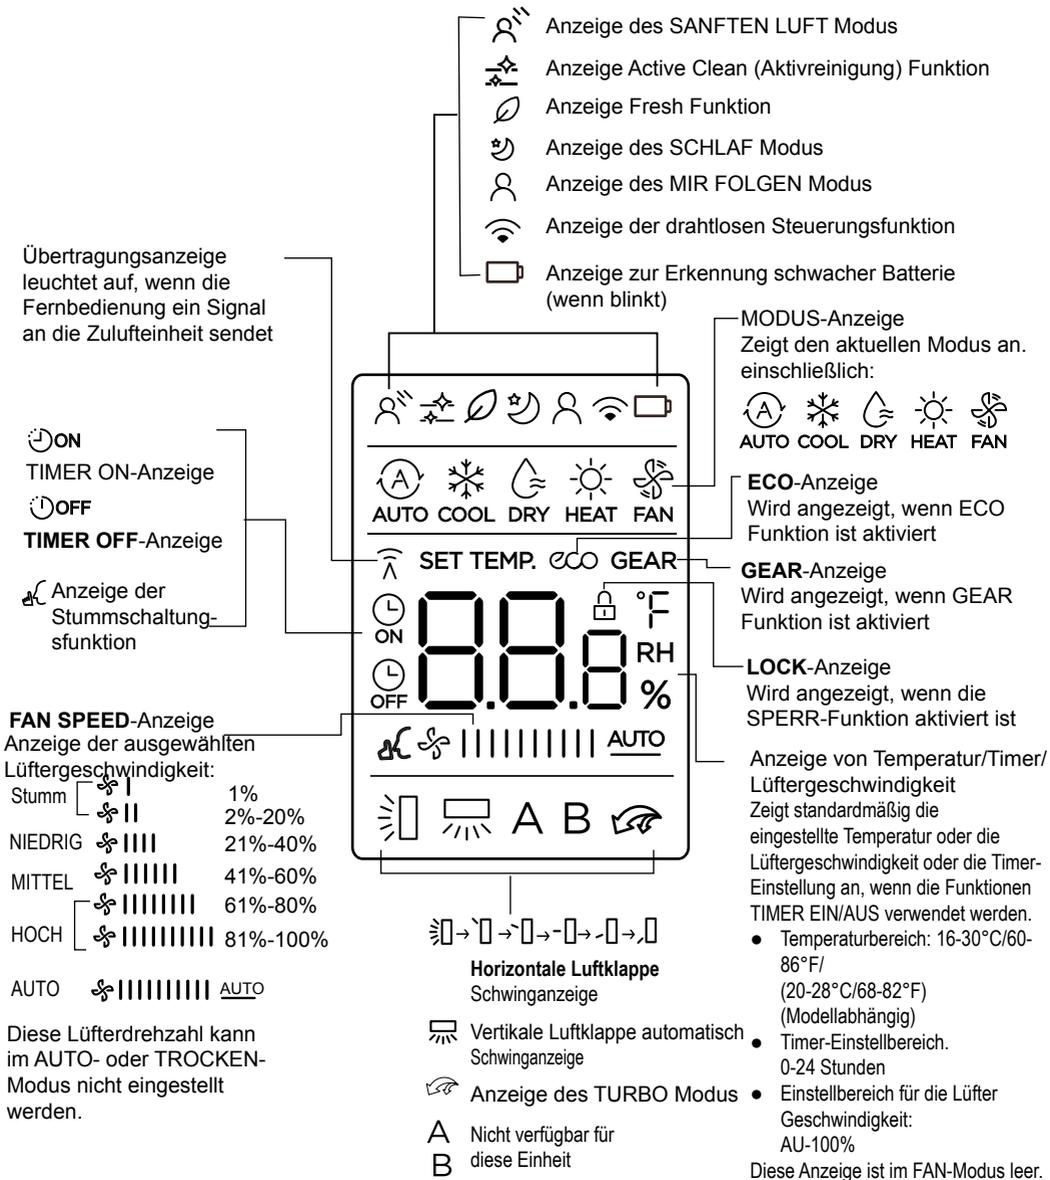 Anzeige des SANFTEN LUFT Modus
Anzeige Active Clean (Aktivreinigung) Funktion
Anzeige Fresh Funktion
Anzeige des SCHLAF Modus
Anzeige des MIR FOLGEN Modus
Anzeige der drahtlosen Steuerungsfunktion
Anzeige zur Erkennung schwacher Batterie
(wenn blinkt)
Übertragungsanzeige
leuchtet auf, wenn die
Fernbedienung ein Signal
an die Zulufteinheit sendet
ON
TIMER ON-Anzeige
OFF
TIMER OFF-Anzeige
Anzeige der
Stummschaltung-
sfunktion
FAN SPEED-Anzeige
Anzeige der ausgewählten
Lüftergeschwindigkeit:
Stumm
1%
2%-20%
NIEDRIG 21%-40%
MITTEL 41%-60%
61%-80%
HOCH 81%-100%
AUTO AUTO
Diese Lüfterdrehzahl kann
im AUTO- oder TROCKEN-
Modus nicht eingestellt
werden.
A
AUTO COOL DRY HEAT FAN
SET TEMP. eco GEAR
ON
OFF
88.8
°F
RH
%
AUTO
A B
Horizontale Luftklappe
Schwinganzeige
Vertikale Luftklappe automatisch
Schwinganzeige
Anzeige des TURBO Modus
A Nicht verfügbar für
B diese Einheit
MODUS-Anzeige
Zeigt den aktuellen Modus an.
einschließlich:
A
AUTO COOL DRY HEAT FAN
ECO-Anzeige
Wird angezeigt, wenn ECO
Funktion ist aktiviert
GEAR-Anzeige
Wird angezeigt, wenn GEAR
Funktion ist aktiviert
LOCK-Anzeige
Wird angezeigt, wenn die
SPERR-Funktion aktiviert ist
Anzeige von Temperatur/Timer/
Lüftergeschwindigkeit
Zeigt standardmäßig die
eingestellte Temperatur oder die
Lüftergeschwindigkeit oder die Timer-
Einstellung an, wenn die Funktionen
TIMER EIN/AUS verwendet werden.
● Temperaturbereich: 16-30°C/60-
86°F/
(20-28°C/68-82°F)
(Modellabhängig)
● Timer-Einstellbereich.
0-24 Stunden
● Einstellbereich für die Lüfter
Geschwindigkeit:
AU-100%
Diese Anzeige ist im FAN-Modus leer.